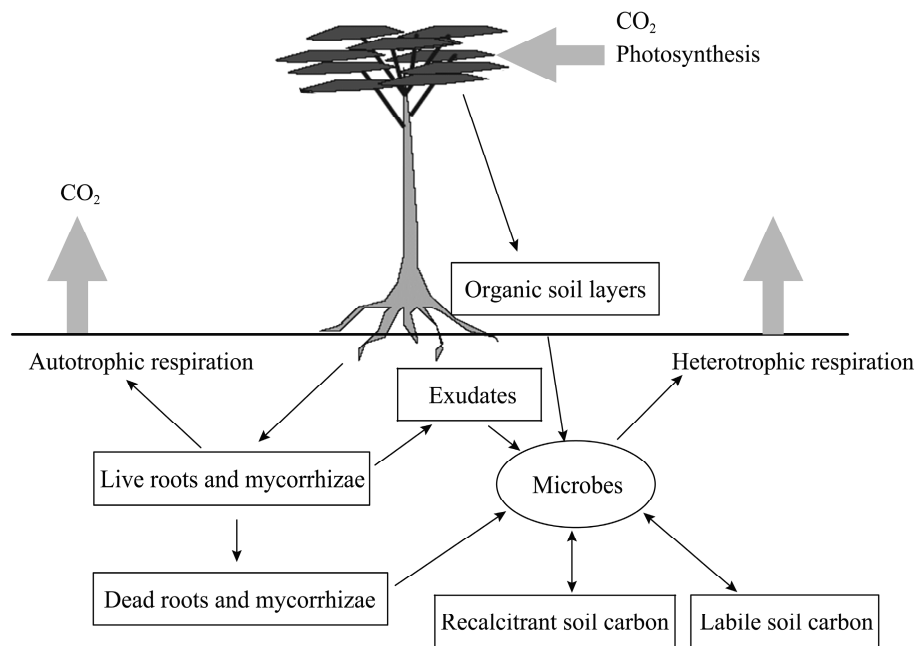 CO₂
Photosynthesis
CO₂
Organic soil layers
Autotrophic respiration
Heterotrophic respiration
Exudates
Live roots and mycorrhizae
Microbes
Dead roots and mycorrhizae
Recalcitrant soil carbon
Labile soil carbon